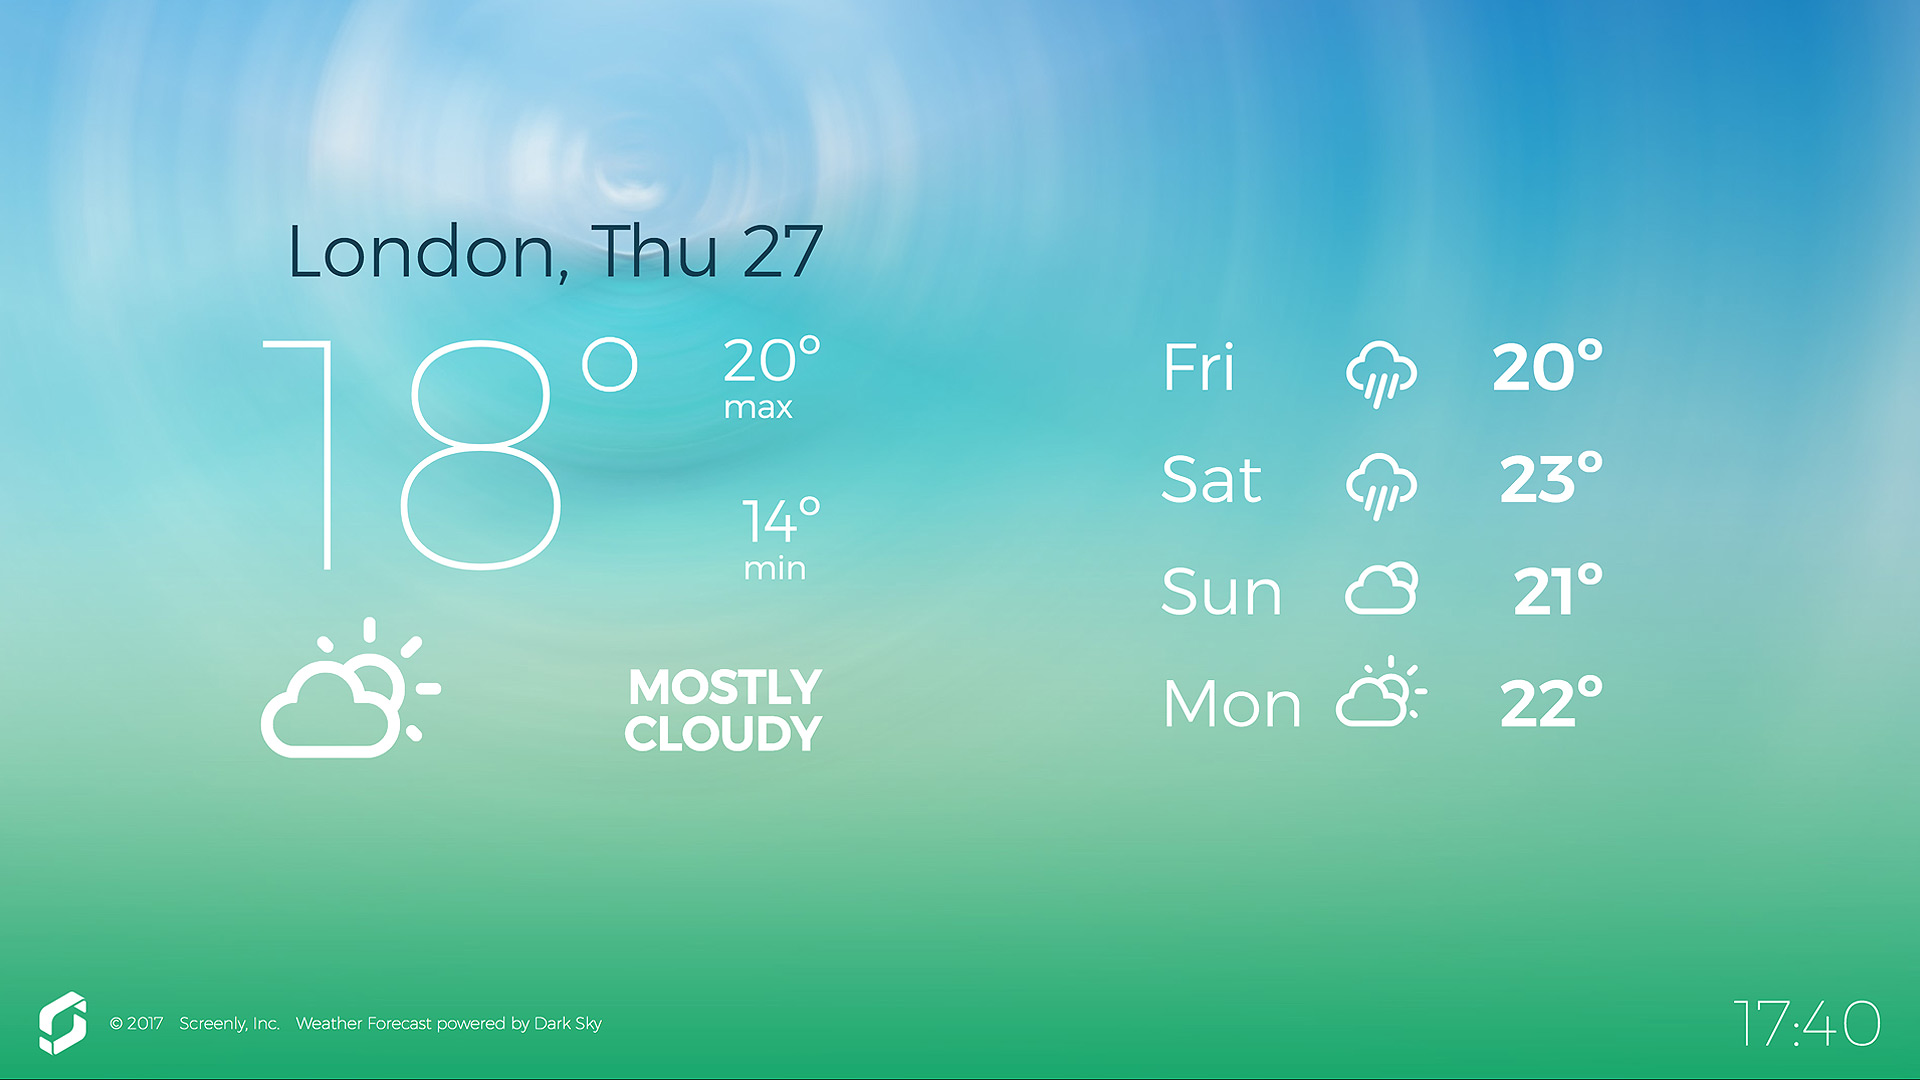 London, Thu 27
18°
20°
max
14°
min
MOSTLY
CLOUDY
Fri 20°
Sat 23°
Sun 21°
Mon 22°
© 2017 Screenly, Inc. Weather Forecast powered by Dark Sky
17:40